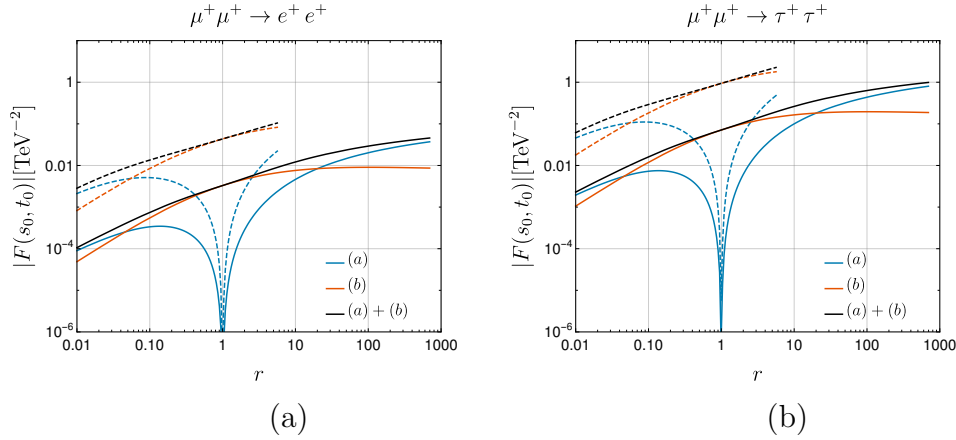 μ⁺ μ⁺ → e⁺ e⁺
|F(s₀, t₀)| [TeV⁻²]
1
0.01
10⁻⁴
10⁻⁶
0.01 0.10 1 10 100 1000
r
(a)
(b)
(a) + (b)
(a)
μ⁺ μ⁺ → τ⁺ τ⁺
|F(s₀, t₀)| [TeV⁻²]
1
0.01
10⁻⁴
10⁻⁶
0.01 0.10 1 10 100 1000
r
(a)
(b)
(a) + (b)
(b)